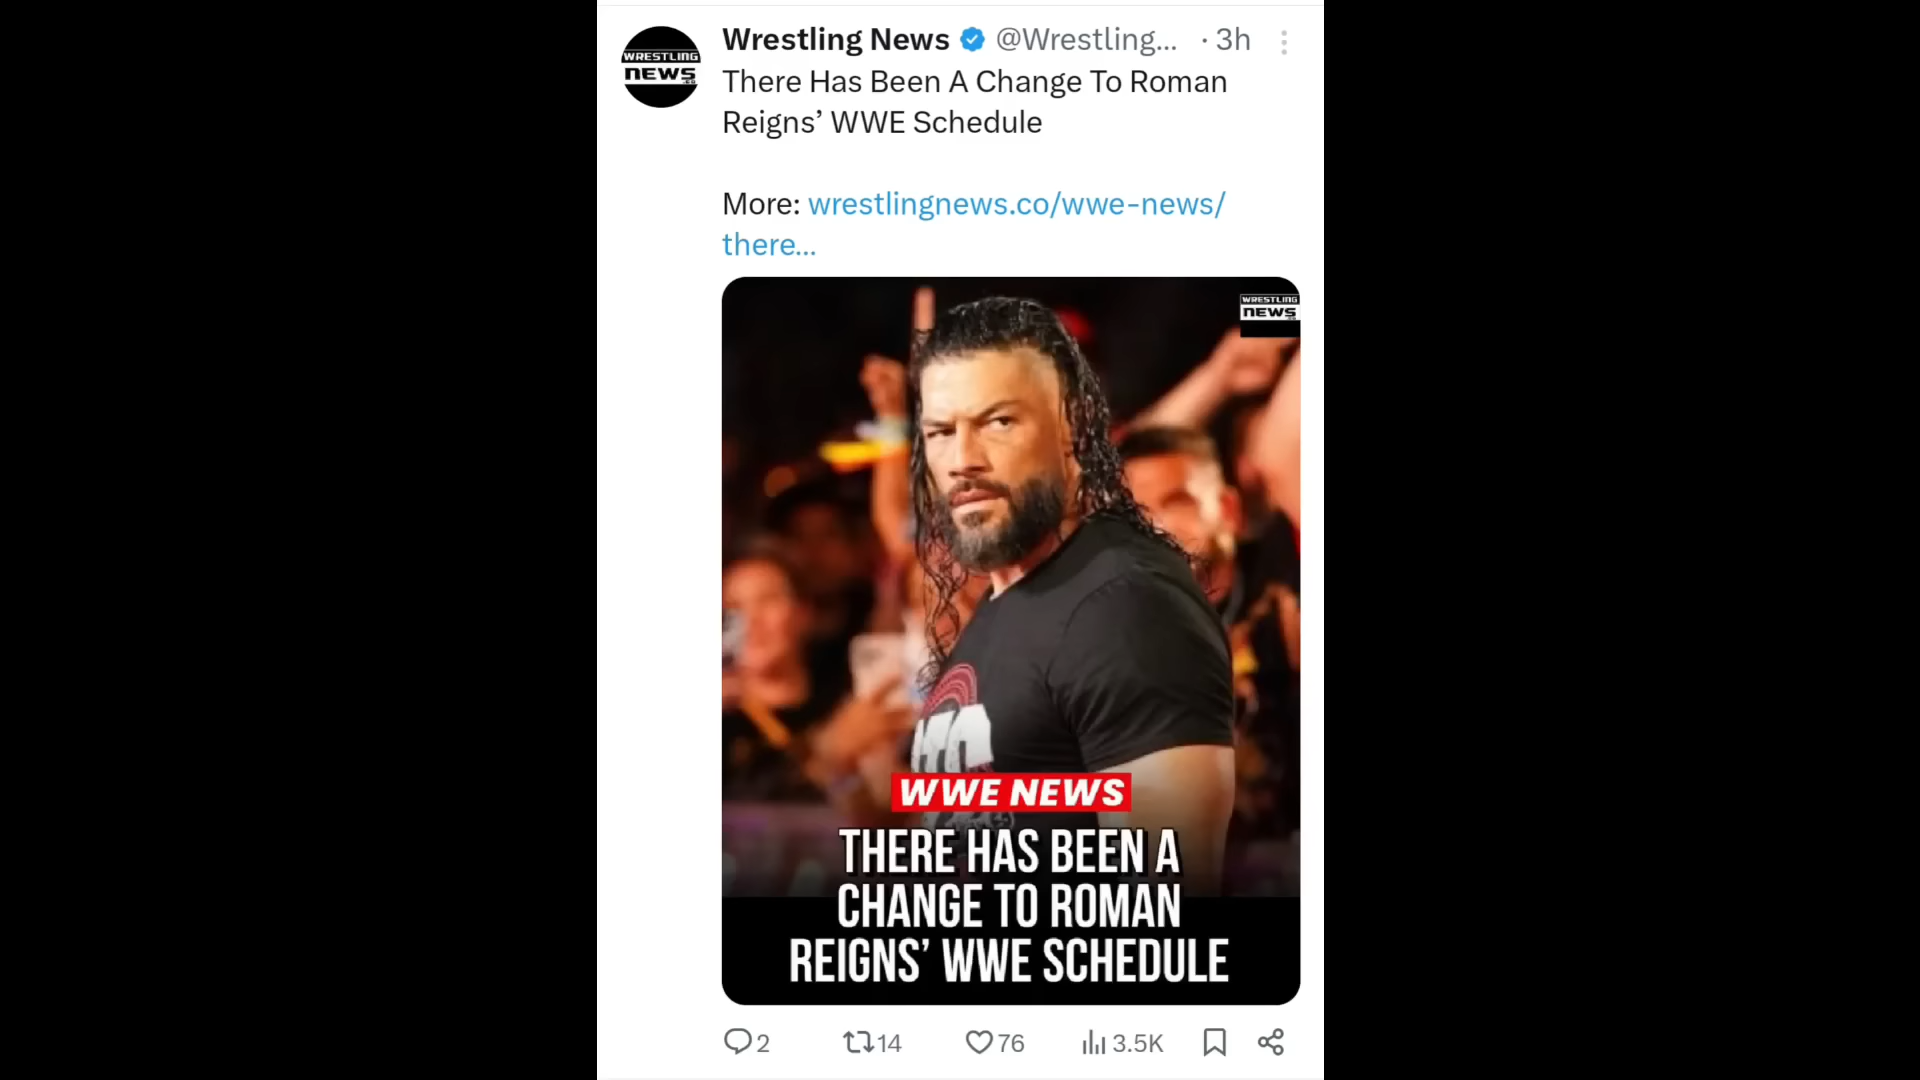 WRESTLING
NEWS
Wrestling News @Wrestling... · 3h
There Has Been A Change To Roman
Reigns’ WWE Schedule
More: wrestlingnews.co/wwe-news/
there...
WRESTLING
NEWS
WWE NEWS
THERE HAS BEEN A
CHANGE TO ROMAN
REIGNS’ WWE SCHEDULE
2 14 76 3.5K